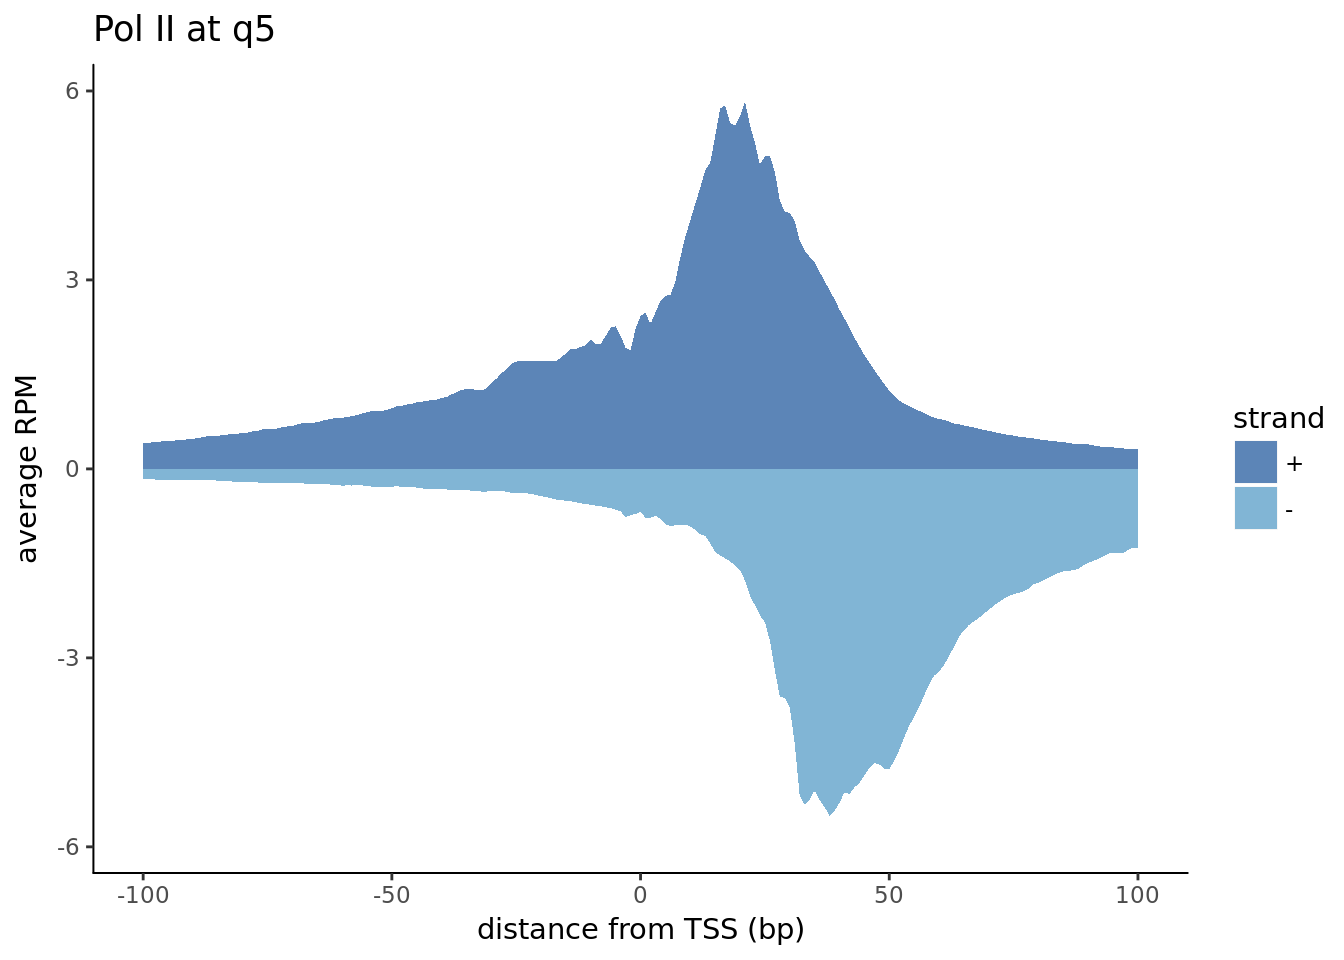 Pol II at q5
6
3
0
-3
-6
average RPM
-100 -50 0 50 100
distance from TSS (bp)
strand
+
-